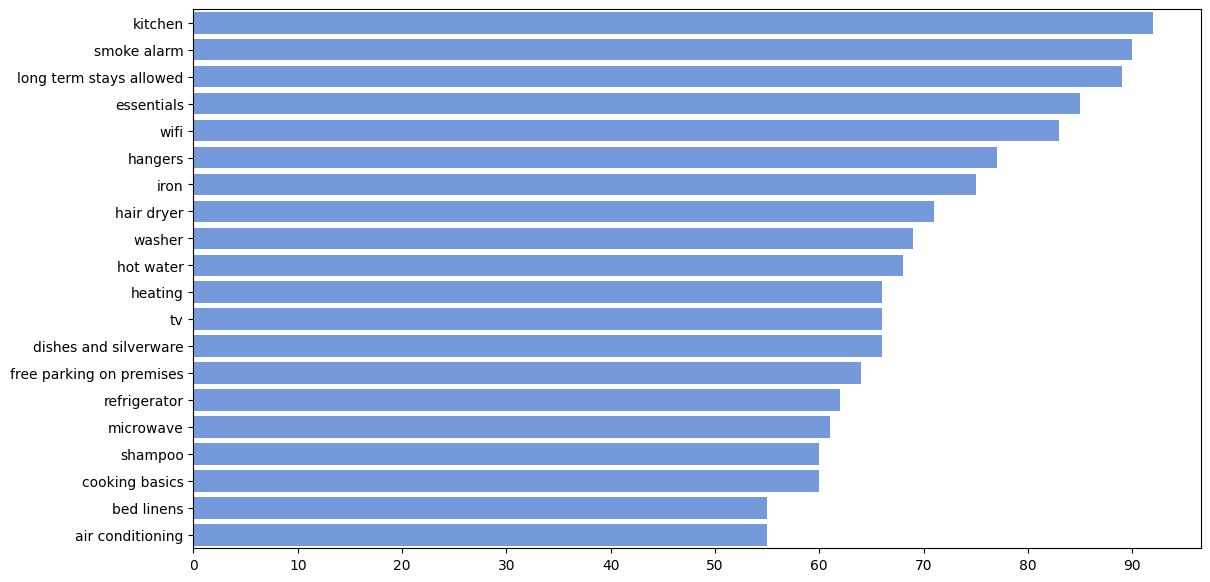 kitchen
smoke alarm
long term stays allowed
essentials
wifi
hangers
iron
hair dryer
washer
hot water
heating
tv
dishes and silverware
free parking on premises
refrigerator
microwave
shampoo
cooking basics
bed linens
air conditioning
0 10 20 30 40 50 60 70 80 90